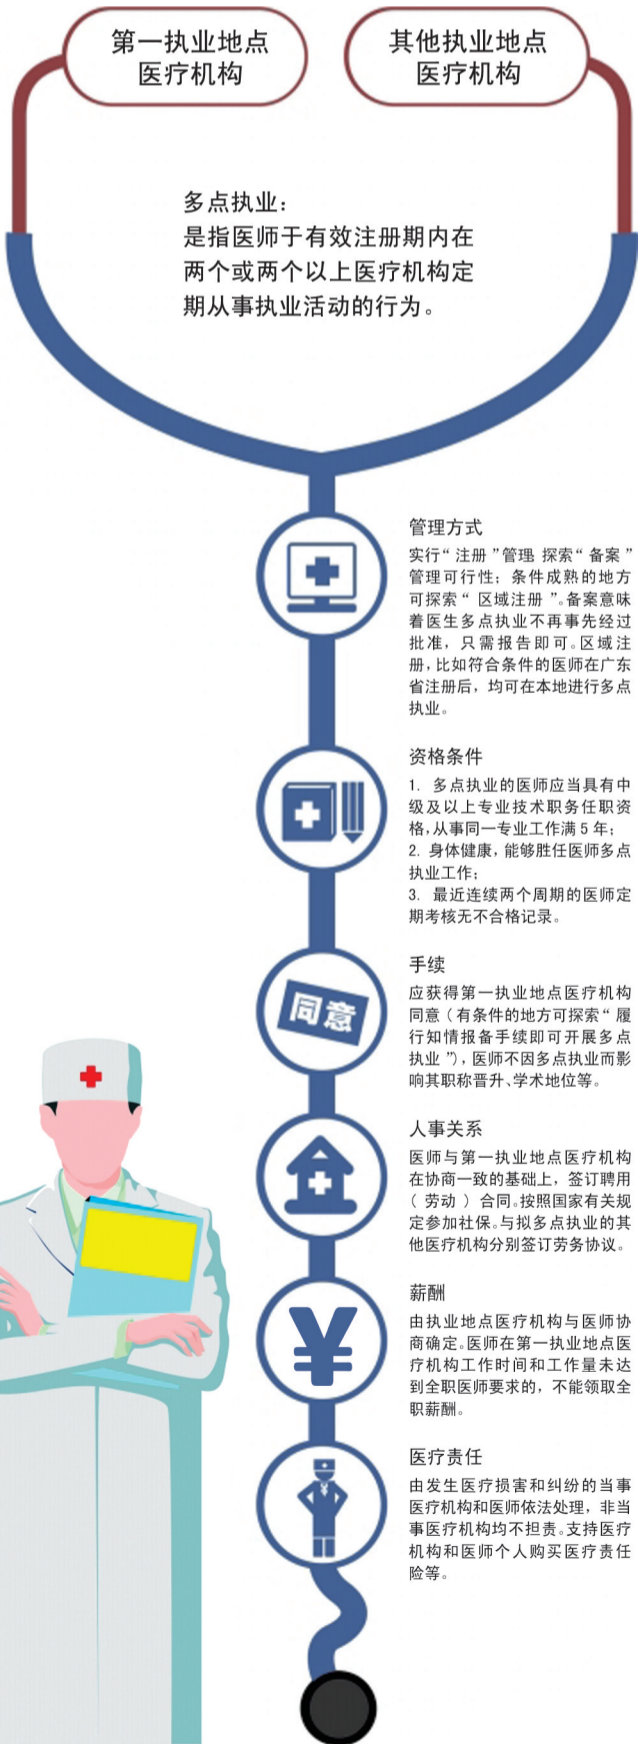 第一执业地点
医疗机构
其他执业地点
医疗机构
多点执业：
是指医师于有效注册期内在
两个或两个以上医疗机构定
期从事执业活动的行为。
管理方式
实行“注册”管理 探索“备案”
管理可行性；条件成熟的地方
可探索“区域注册”。备案意味
着医生多点执业不再事先经过
批准，只需报告即可。区域注
册，比如符合条件的医师在广东
省注册后，均可在本地进行多点
执业。
资格条件
1. 多点执业的医师应当具有中
级及以上专业技术职务任职资
格，从事同一专业工作满5年；
2. 身体健康，能够胜任医师多点
执业工作；
3. 最近连续两个周期的医师定
期考核无不合格记录。
手续
同意
应获得第一执业地点医疗机构
同意（有条件的地方可探索“履
行知情报备手续即可开展多点
执业”），医师不因多点执业而影
响其职称晋升、学术地位等。
人事关系
医师与第一执业地点医疗机构
在协商一致的基础上，签订聘用
（劳动）合同。按照国家有关规
定参加社保。与拟多点执业的其
他医疗机构分别签订劳务协议。
薪酬
¥
由执业地点医疗机构与医师协
商确定。医师在第一执业地点医
疗机构工作时间和工作量未达
到全职医师要求的，不能领取全
职薪酬。
医疗责任
由发生医疗损害和纠纷的当事
医疗机构和医师依法处理，非当
事医疗机构均不担责。支持医疗
机构和医师个人购买医疗责任
险等。